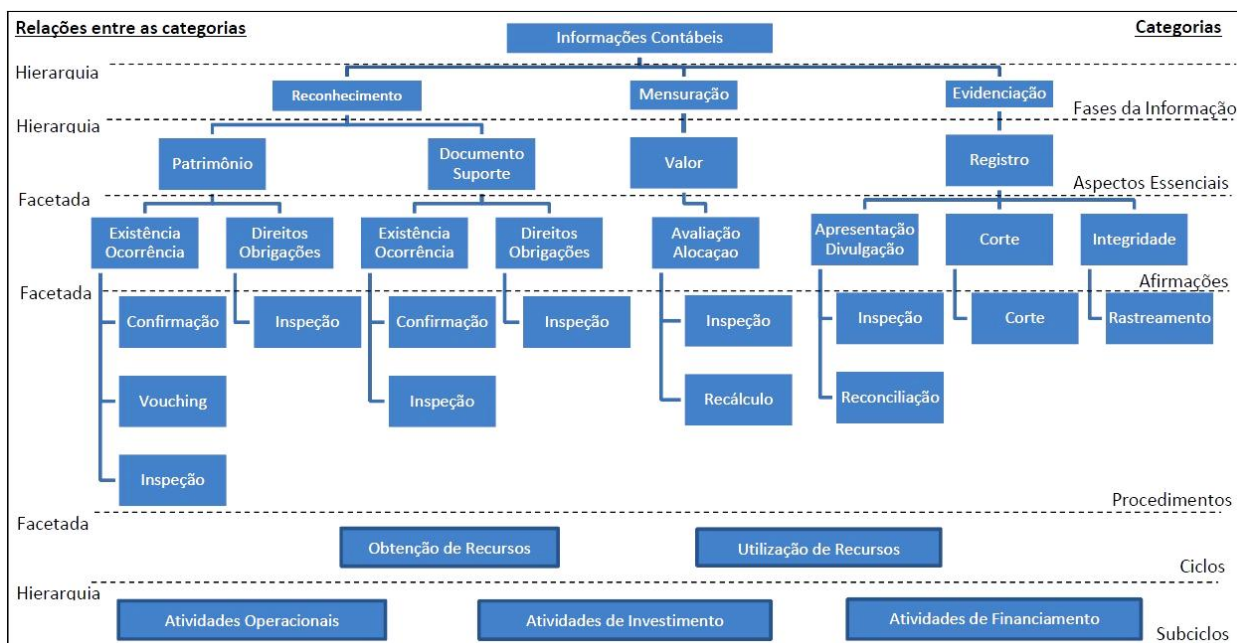 Relações entre as categorias
Categorias
Informações Contábeis
Hierarquia
Reconhecimento
Mensuração
Evidenciação
Fases da Informação
Hierarquia
Patrimônio
Documento
Suporte
Valor
Registro
Aspectos Essenciais
Facetada
Existência
Ocorrência
Direitos
Obrigações
Existência
Ocorrência
Direitos
Obrigações
Avaliação
Alocaçao
Apresentação
Divulgação
Corte
Integridade
Afirmações
Facetada
Confirmação
Inspeção
Confirmação
Inspeção
Inspeção
Inspeção
Corte
Rastreamento
Vouching
Inspeção
Recálculo
Reconciliação
Inspeção
Procedimentos
Facetada
Obtenção de Recursos
Utilização de Recursos
Ciclos
Hierarquia
Atividades Operacionais
Atividades de Investimento
Atividades de Financiamento
Subciclos